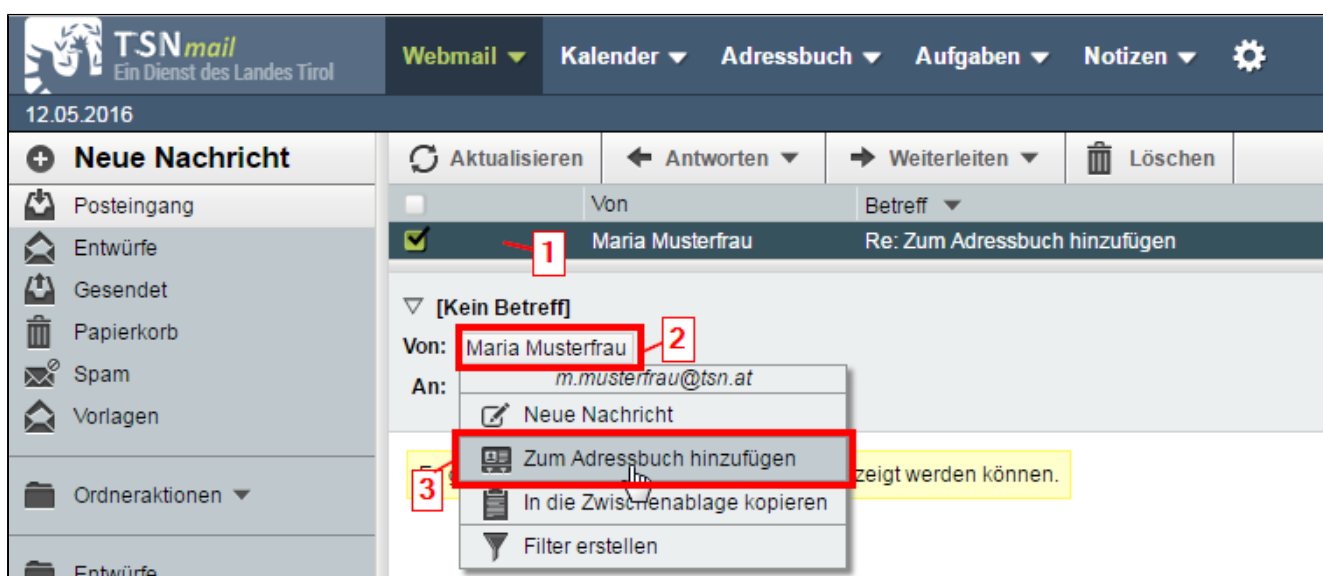 TSNmail
Ein Dienst des Landes Tirol
Webmail Kalender Adressbuch Aufgaben Notizen
12.05.2016
Neue Nachricht
Aktualisieren Antworten Weiterleiten Löschen
Posteingang
Von Betreff
Entwürfe
1
Maria Musterfrau Re: Zum Adressbuch hinzufügen
Gesendet
[Kein Betreff]
Papierkorb
Von: Maria Musterfrau 2
Spam
An:
m.musterfrau@tsn.at
Vorlagen
Neue Nachricht
Zum Adressbuch hinzufügen
3
zeigt werden können.
Ordneraktionen
In die Zwischenablage kopieren
Filter erstellen
Entwürfe